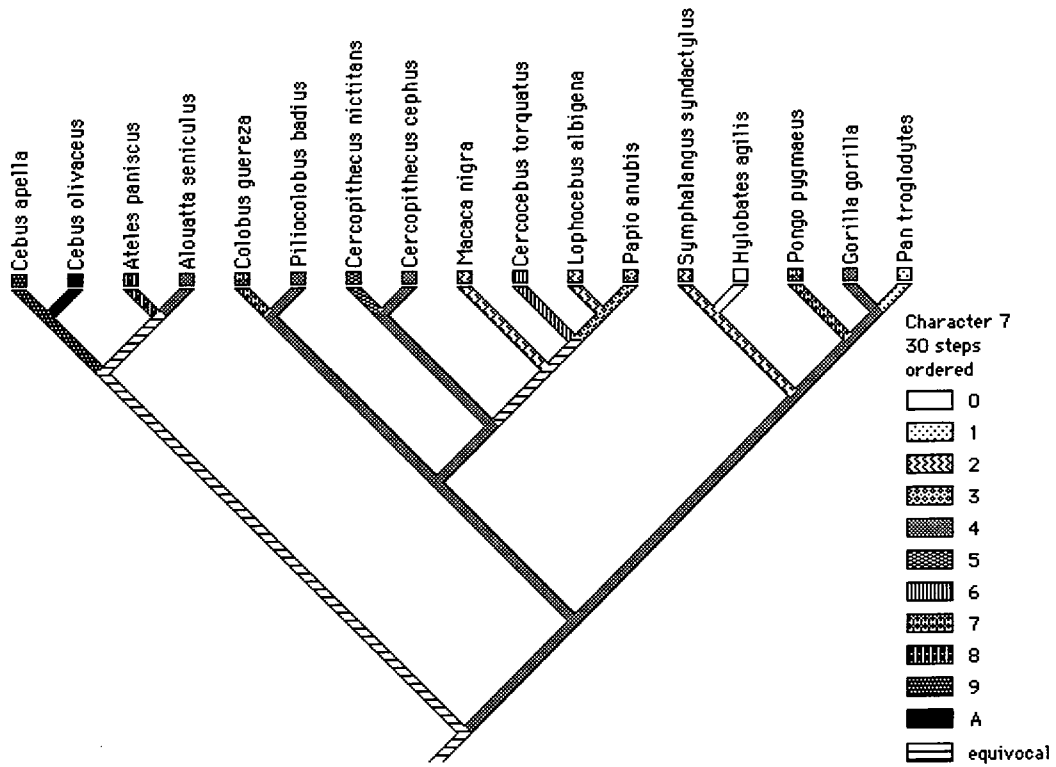 Cebus apella
Cebus olivaceus
Ateles paniscus
Alouatta seniculus
Colobus guereza
Piliocolobus badius
Cercopithecus nictitans
Cercopithecus cephus
Macaca nigra
Cercocebus torquatus
Lophocebus albigena
Papio anubis
Symphalangus syndactylus
Hylobates agilis
Pongo pygmaeus
Gorilla gorilla
Pan troglodytes
Character 7
30 steps
ordered
0
1
2
3
4
5
6
7
8
9
A
equivocal